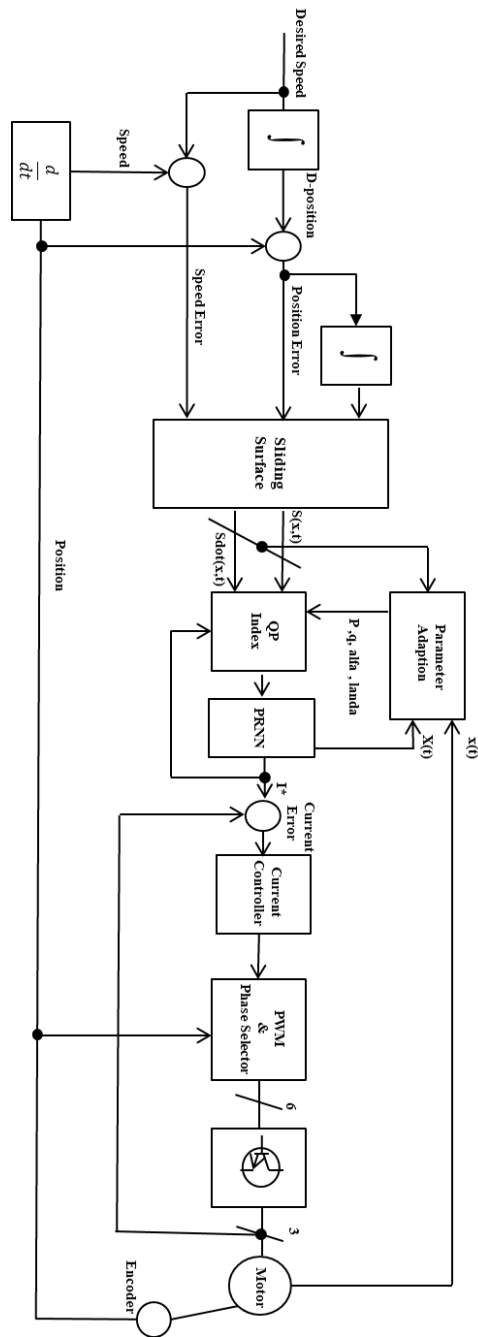 Desired Speed
∫
D-position
Speed
d
dt
Position Error
∫
Speed Error
Sliding
Surface
S(x,t)
Sdot(x,t)
Position
QP
Index
P ,q, alfa , landa
Parameter
Adaption
PRNN
X(t)
x(t)
I*
Current
Error
Current
Controller
PWM
&
Phase Selector
6
3
Motor
Encoder